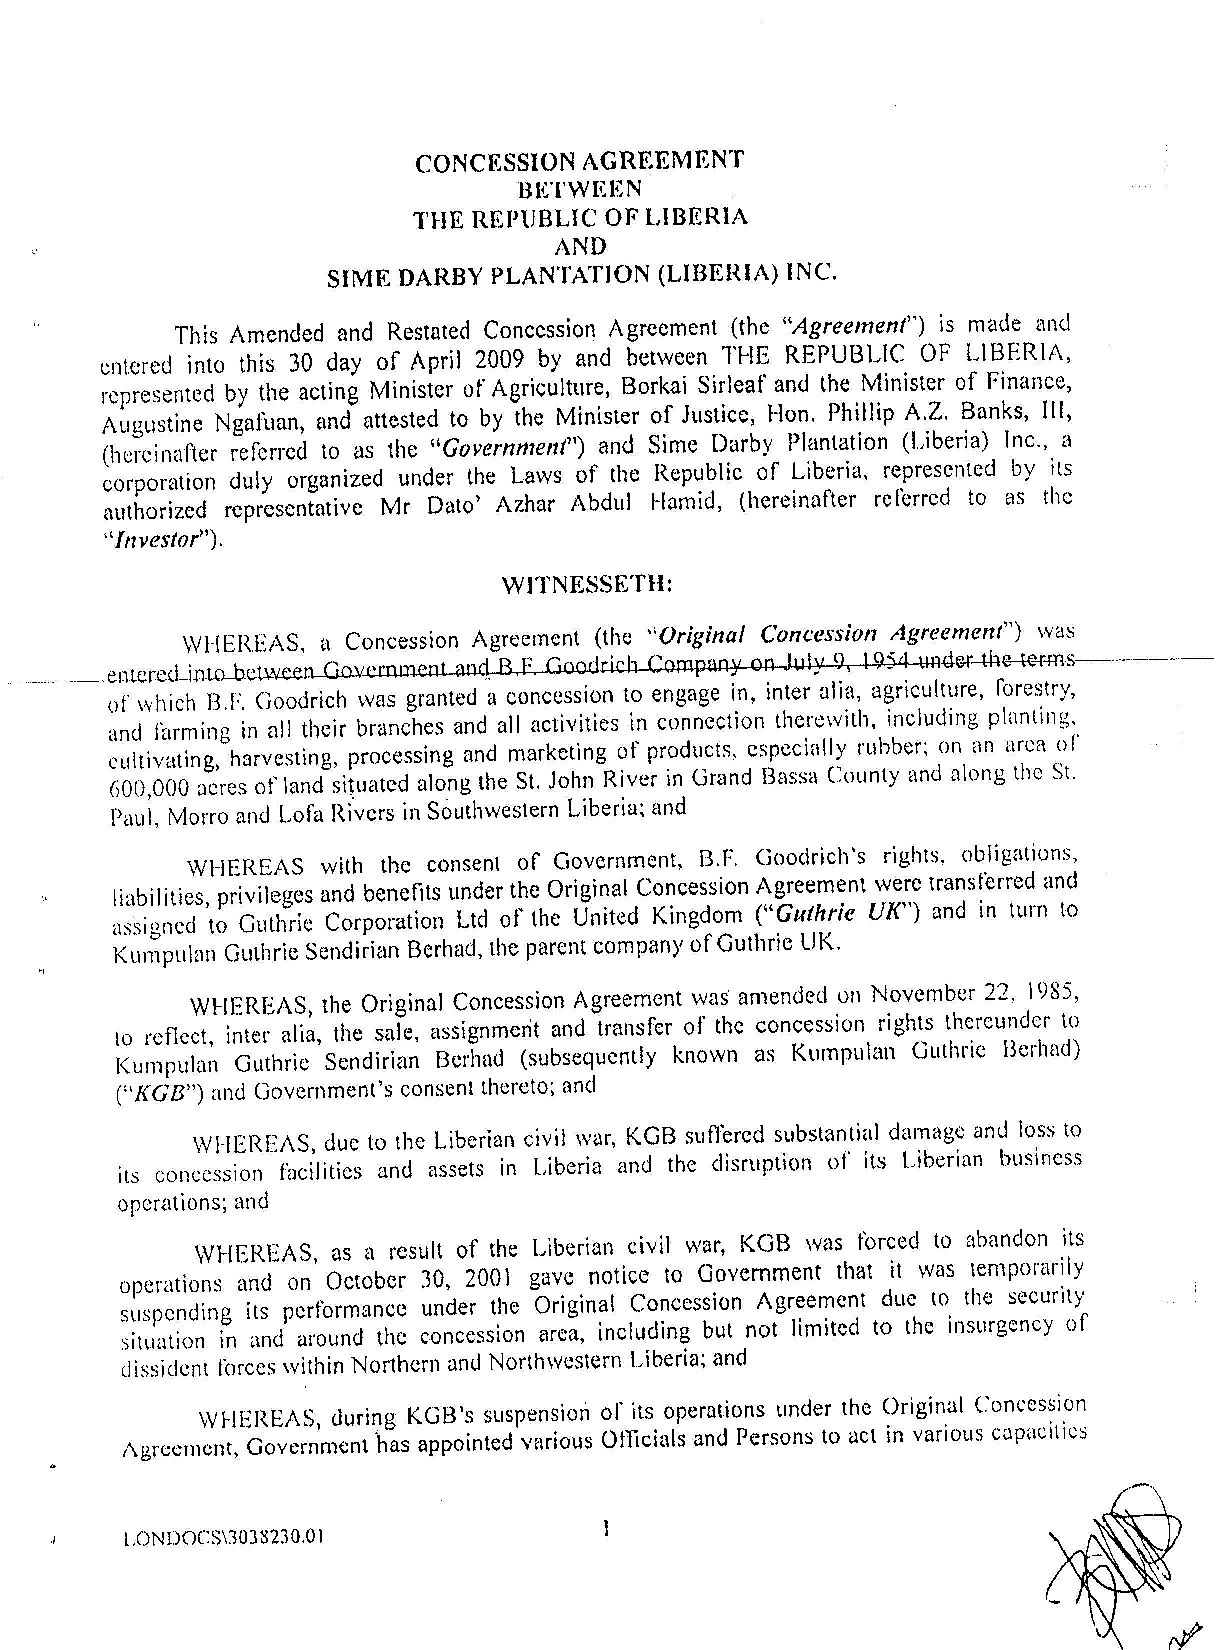 CONCESSION AGREEMENT
BETWEEN
THE REPUBLIC OF LIBERIA
AND
SIME DARBY PLANTATION (LIBERIA) INC.
This Amended and Restated Concession Agreement (the "Agreement") is made and
entered into this 30 day of April 2009 by and between THE REPUBLIC OF LIBERIA,
represented by the acting Minister of Agriculture, Borkai Sirleaf and the Minister of Finance,
Augustine Ngafuan, and attested to by the Minister of Justice, Hon. Phillip A.Z. Banks, III,
(hereinafter referred to as the "Government") and Sime Darby Plantation (Liberia) Inc., a
corporation duly organized under the Laws of the Republic of Liberia, represented by its
authorized representative Mr Dato' Azhar Abdul Hamid, (hereinafter referred to as the
"Investor").
WITNESSETH:
WHEREAS, a Concession Agreement (the "Original Concession Agreement") was
entered into between Government and B.F. Goodrich Company on July 9, 1954 under the terms
of which B.F. Goodrich was granted a concession to engage in, inter alia, agriculture, forestry,
and farming in all their branches and all activities in connection therewith, including planting,
cultivating, harvesting, processing and marketing of products, especially rubber; on an area of
600,000 acres of land situated along the St. John River in Grand Bassa County and along the St.
Paul, Morro and Lofa Rivers in Southwestern Liberia; and
WHEREAS with the consent of Government, B.F. Goodrich's rights, obligations,
liabilities, privileges and benefits under the Original Concession Agreement were transferred and
assigned to Guthrie Corporation Ltd of the United Kingdom ("Guthrie UK") and in turn to
Kumpulan Guthrie Sendirian Berhad, the parent company of Guthrie UK.
WHEREAS, the Original Concession Agreement was amended on November 22, 1985,
to reflect, inter alia, the sale, assignment and transfer of the concession rights thereunder to
Kumpulan Guthrie Sendirian Berhad (subsequently known as Kumpulan Guthrie Berhad)
("KGB") and Government's consent thereto; and
WHEREAS, due to the Liberian civil war, KGB suffered substantial damage and loss to
its concession facilities and assets in Liberia and the disruption of its Liberian business
operations; and
WHEREAS, as a result of the Liberian civil war, KGB was forced to abandon its
operations and on October 30, 2001 gave notice to Government that it was temporarily
suspending its performance under the Original Concession Agreement due to the security
situation in and around the concession area, including but not limited to the insurgency of
dissident forces within Northern and Northwestern Liberia; and
WHEREAS, during KGB's suspension of its operations under the Original Concession
Agreement, Government has appointed various Officials and Persons to act in various capacities
LONDOCS\3038230.01
1